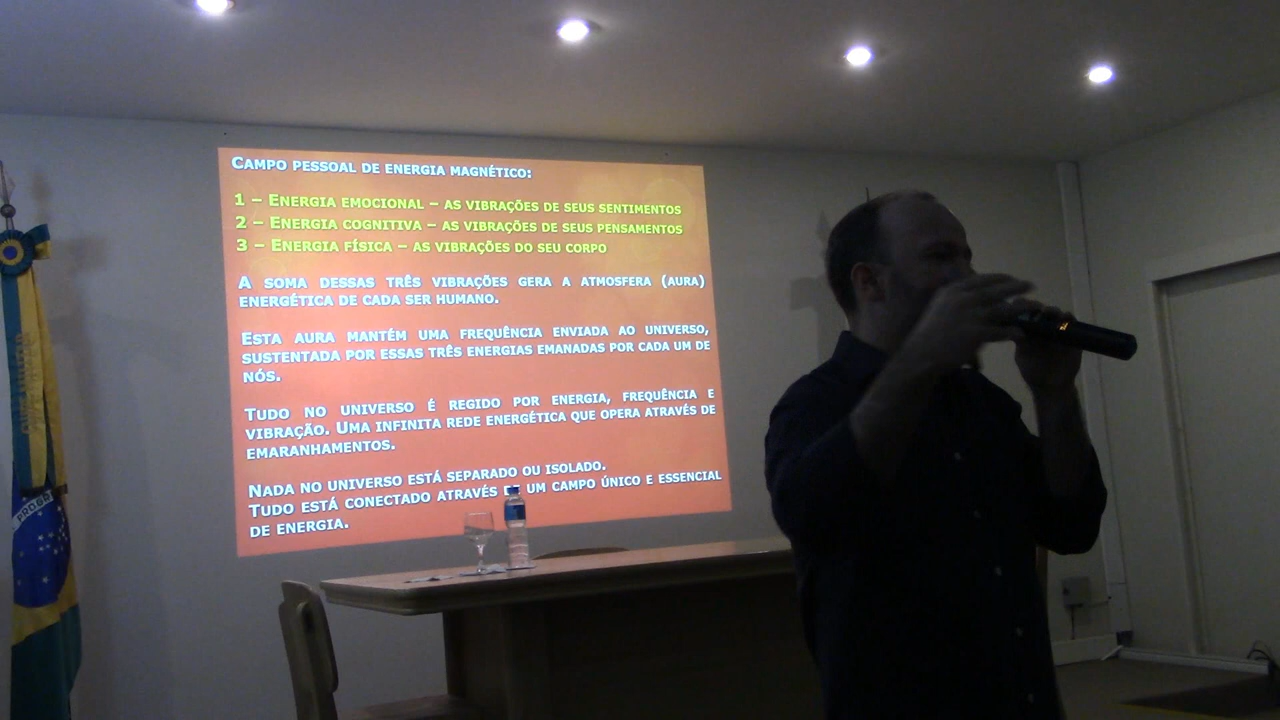 CAMPO PESSOAL DE ENERGIA MAGNÉTICO:
1 – ENERGIA EMOCIONAL – AS VIBRAÇÕES DE SEUS SENTIMENTOS
2 – ENERGIA COGNITIVA – AS VIBRAÇÕES DE SEUS PENSAMENTOS
3 – ENERGIA FÍSICA – AS VIBRAÇÕES DO SEU CORPO
A SOMA DESSAS TRÊS VIBRAÇÕES GERA A ATMOSFERA (AURA)
ENERGÉTICA DE CADA SER HUMANO.
ESTA AURA MANTÉM UMA FREQUÊNCIA ENVIADA AO UNIVERSO,
SUSTENTADA POR ESSAS TRÊS ENERGIAS EMANADAS POR CADA UM DE
NÓS.
TUDO NO UNIVERSO É REGIDO POR ENERGIA, FREQUÊNCIA E
VIBRAÇÃO. UMA INFINITA REDE ENERGÉTICA QUE OPERA ATRAVÉS DE
EMARANHAMENTOS.
NADA NO UNIVERSO ESTÁ SEPARADO OU ISOLADO.
TUDO ESTÁ CONECTADO ATRAVÉS DE UM CAMPO ÚNICO E ESSENCIAL
DE ENERGIA.
PROGR